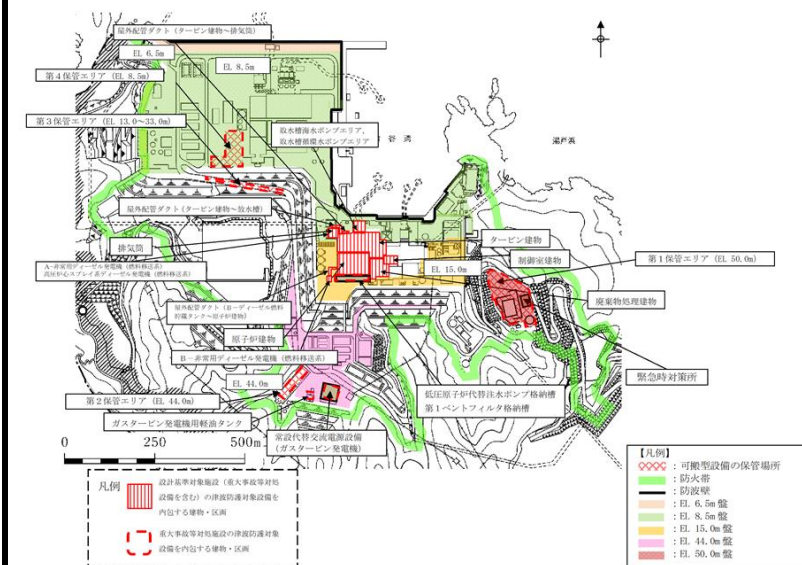 屋外配管ダクト(タービン建物~排気筒)
EL 6.5m
EL 8.5m
第4保管エリア(EL 8.5m)
第3保管エリア(EL 13.0~33.0m)
取水槽海水ポンプエリア,
取水槽循環水ポンプエリア
谷 湾
湯戸浜
屋外配管ダクト(タービン建物~放水槽)
タービン建物
排気筒
制御室建物
第1保管エリア(EL 50.0m)
A-非常用ディーゼル発電機(燃料移送系)
高圧炉心スプレイ系ディーゼル発電機(燃料移送系)
EL 15.0m
廃棄物処理建物
屋外配管ダクト(B-ディーゼル燃料
貯蔵タンク~原子炉建物)
原子炉建物
B-非常用ディーゼル発電機(燃料移送系)
緊急時対策所
EL 44.0m
低圧原子炉代替注水ポンプ格納槽
第1ベントフィルタ格納槽
第2保管エリア(EL 44.0m)
ガスタービン発電機用軽油タンク
常設代替交流電源設備
(ガスタービン発電機)
0 250 500m
凡例
設計基準対象施設(重大事故等対処
設備を含む)の津波防護対象設備を
内包する建物・区画
重大事故等対処施設の津波防護対象
設備を内包する建物・区画
【凡例】
:可搬型設備の保管場所
:防火帯
:防波壁
:EL 6.5m 盤
:EL 8.5m 盤
:EL 15.0m 盤
:EL 44.0m 盤
:EL 50.0m 盤